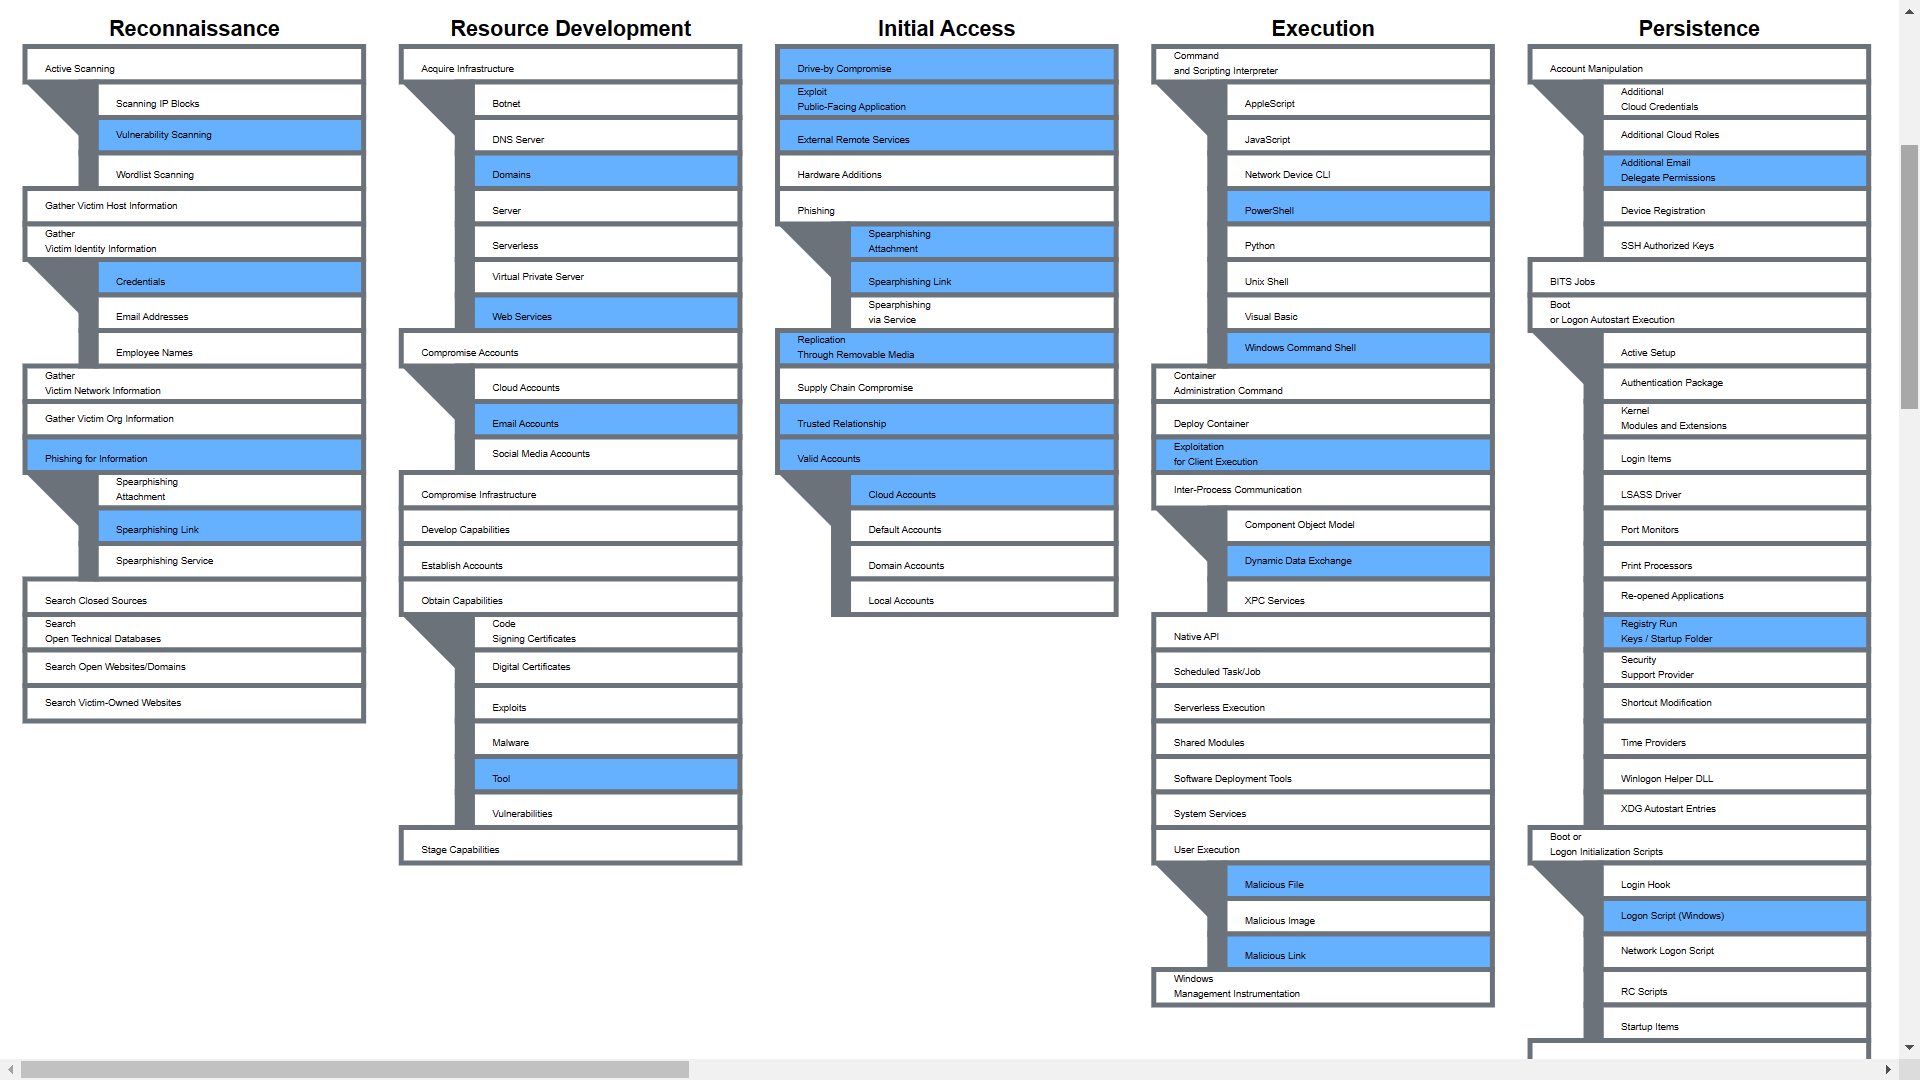 Reconnaissance
Active Scanning
Scanning IP Blocks
Vulnerability Scanning
Wordlist Scanning
Gather Victim Host Information
Gather
Victim Identity Information
Credentials
Email Addresses
Employee Names
Gather
Victim Network Information
Gather Victim Org Information
Phishing for Information
Spearphishing
Attachment
Spearphishing Link
Spearphishing Service
Search Closed Sources
Search
Open Technical Databases
Search Open Websites/Domains
Search Victim-Owned Websites
Resource Development
Acquire Infrastructure
Botnet
DNS Server
Domains
Server
Serverless
Virtual Private Server
Web Services
Compromise Accounts
Cloud Accounts
Email Accounts
Social Media Accounts
Compromise Infrastructure
Develop Capabilities
Establish Accounts
Obtain Capabilities
Code
Signing Certificates
Digital Certificates
Exploits
Malware
Tool
Vulnerabilities
Stage Capabilities
Initial Access
Drive-by Compromise
Exploit
Public-Facing Application
External Remote Services
Hardware Additions
Phishing
Spearphishing
Attachment
Spearphishing Link
Spearphishing
via Service
Replication
Through Removable Media
Supply Chain Compromise
Trusted Relationship
Valid Accounts
Cloud Accounts
Default Accounts
Domain Accounts
Local Accounts
Execution
Command
and Scripting Interpreter
AppleScript
JavaScript
Network Device CLI
PowerShell
Python
Unix Shell
Visual Basic
Windows Command Shell
Container
Administration Command
Deploy Container
Exploitation
for Client Execution
Inter-Process Communication
Component Object Model
Dynamic Data Exchange
XPC Services
Native API
Scheduled Task/Job
Serverless Execution
Shared Modules
Software Deployment Tools
System Services
User Execution
Malicious File
Malicious Image
Malicious Link
Windows
Management Instrumentation
Persistence
Account Manipulation
Additional
Cloud Credentials
Additional Cloud Roles
Additional Email
Delegate Permissions
Device Registration
SSH Authorized Keys
BITS Jobs
Boot
or Logon Autostart Execution
Active Setup
Authentication Package
Kernel
Modules and Extensions
Login Items
LSASS Driver
Port Monitors
Print Processors
Re-opened Applications
Registry Run
Keys / Startup Folder
Security
Support Provider
Shortcut Modification
Time Providers
Winlogon Helper DLL
XDG Autostart Entries
Boot or
Logon Initialization Scripts
Login Hook
Logon Script (Windows)
Network Logon Script
RC Scripts
Startup Items